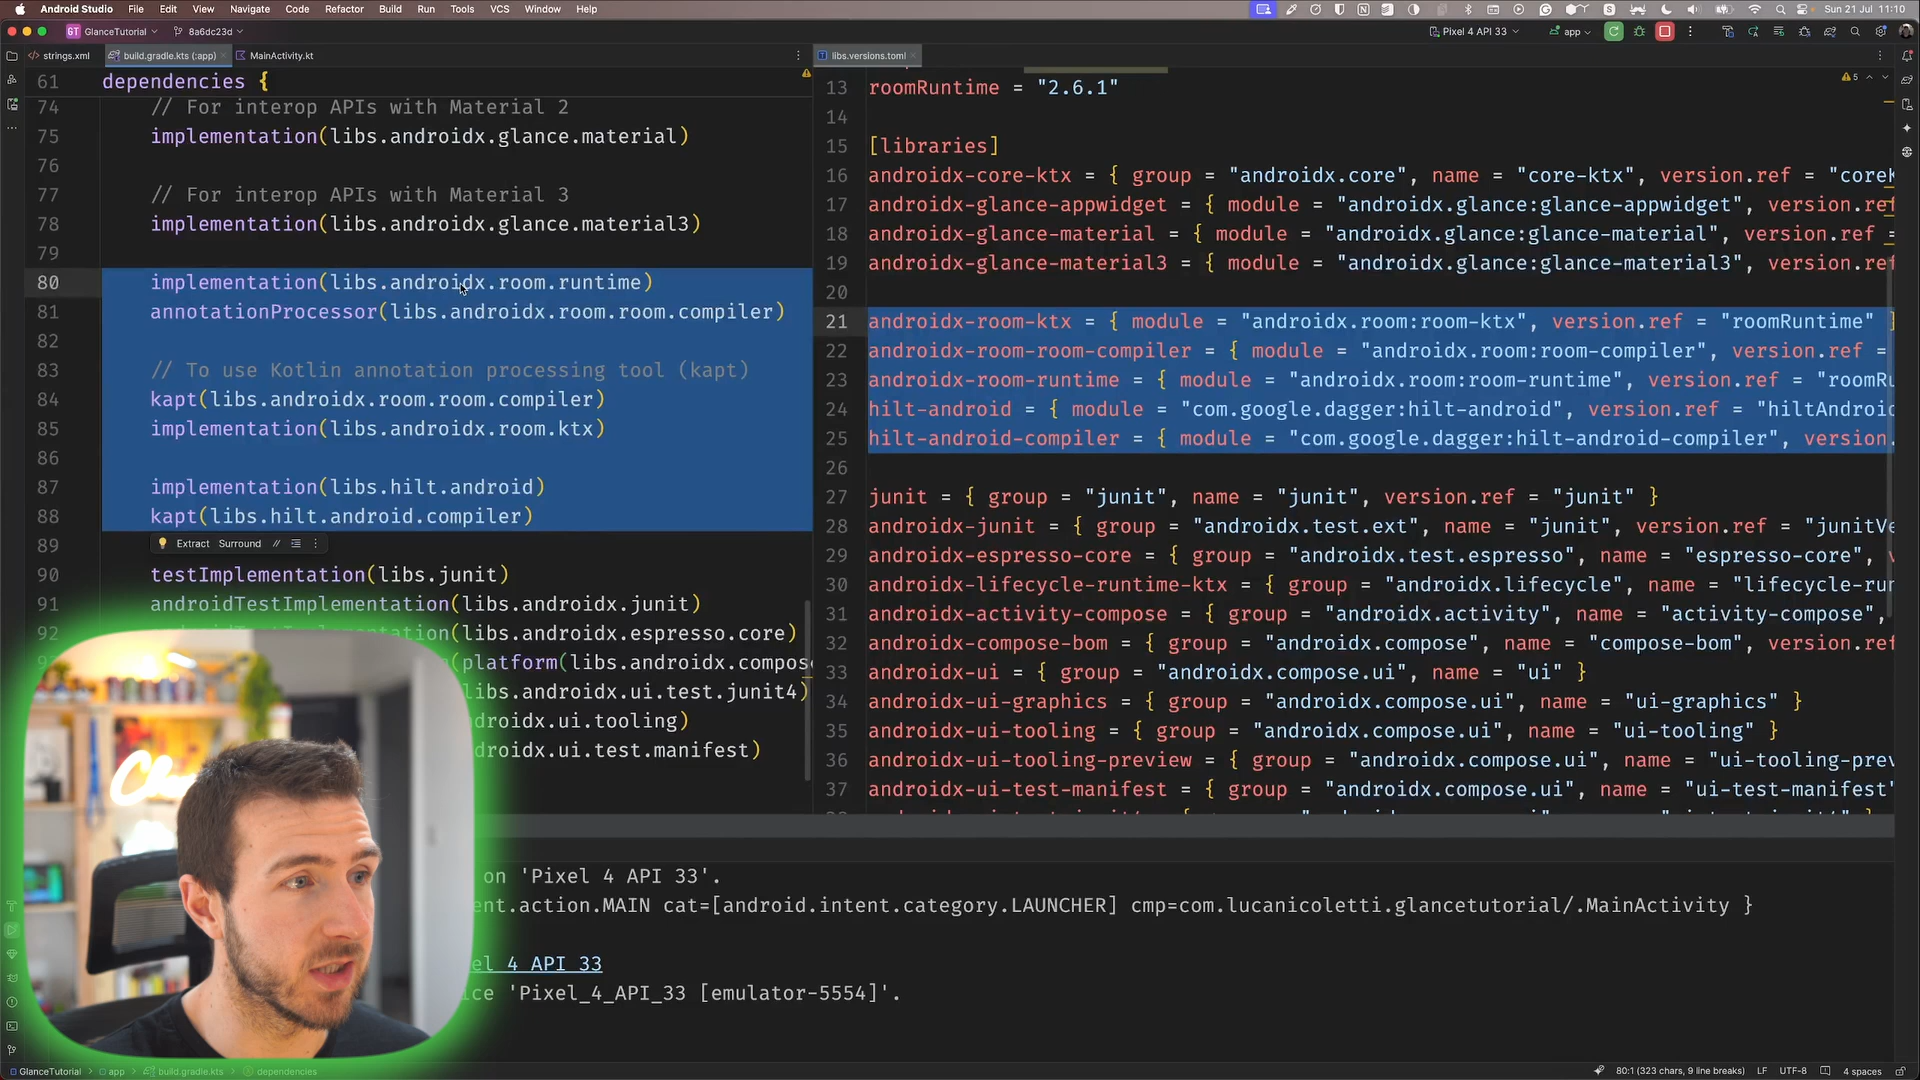 Android Studio File Edit View Navigate Code Refactor Build Run Tools VCS Window Help Sun 21 Jul 11:10
GlanceTutorial 8a6dc23d Pixel 4 API 33 app
strings.xml build.gradle.kts (:app) MainActivity.kt
61 dependencies {
74 // For interop APIs with Material 2
75 implementation(libs.androidx.glance.material)
76
77 // For interop APIs with Material 3
78 implementation(libs.androidx.glance.material3)
79
80 implementation(libs.androidx.room.runtime)
81 annotationProcessor(libs.androidx.room.room.compiler)
82
83 // To use Kotlin annotation processing tool (kapt)
84 kapt(libs.androidx.room.room.compiler)
85 implementation(libs.androidx.room.ktx)
86
87 implementation(libs.hilt.android)
88 kapt(libs.hilt.android.compiler)
89 Extract Surround //
90 testImplementation(libs.junit)
91 androidTestImplementation(libs.androidx.junit)
92 (libs.androidx.espresso.core)
(platform(libs.androidx.compos
libs.androidx.ui.test.junit4)
droidx.ui.tooling)
droidx.ui.test.manifest)
libs.versions.toml
5
13 roomRuntime = "2.6.1"
14
15 [libraries]
16 androidx-core-ktx = { group = "androidx.core", name = "core-ktx", version.ref = "coreK
17 androidx-glance-appwidget = { module = "androidx.glance:glance-appwidget", version.ref
18 androidx-glance-material = { module = "androidx.glance:glance-material", version.ref =
19 androidx-glance-material3 = { module = "androidx.glance:glance-material3", version.ref
20
21 androidx-room-ktx = { module = "androidx.room:room-ktx", version.ref = "roomRuntime" }
22 androidx-room-room-compiler = { module = "androidx.room:room-compiler", version.ref =
23 androidx-room-runtime = { module = "androidx.room:room-runtime", version.ref = "roomRu
24 hilt-android = { module = "com.google.dagger:hilt-android", version.ref = "hiltAndroid
25 hilt-android-compiler = { module = "com.google.dagger:hilt-android-compiler", version.
26
27 junit = { group = "junit", name = "junit", version.ref = "junit" }
28 androidx-junit = { group = "androidx.test.ext", name = "junit", version.ref = "junitVe
29 androidx-espresso-core = { group = "androidx.test.espresso", name = "espresso-core", v
30 androidx-lifecycle-runtime-ktx = { group = "androidx.lifecycle", name = "lifecycle-run
31 androidx-activity-compose = { group = "androidx.activity", name = "activity-compose",
32 androidx-compose-bom = { group = "androidx.compose", name = "compose-bom", version.ref
33 androidx-ui = { group = "androidx.compose.ui", name = "ui" }
34 androidx-ui-graphics = { group = "androidx.compose.ui", name = "ui-graphics" }
35 androidx-ui-tooling = { group = "androidx.compose.ui", name = "ui-tooling" }
36 androidx-ui-tooling-preview = { group = "androidx.compose.ui", name = "ui-tooling-prev
37 androidx-ui-test-manifest = { group = "androidx.compose.ui", name = "ui-test-manifest"
on 'Pixel 4 API 33'.
nt.action.MAIN cat=[android.intent.category.LAUNCHER] cmp=com.lucanicoletti.glancetutorial/.MainActivity }
el 4 API 33
ice 'Pixel_4_API_33 [emulator-5554]'.
GlanceTutorial app build.gradle.kts dependencies 80:1 (323 chars, 9 line breaks) LF UTF-8 4 spaces